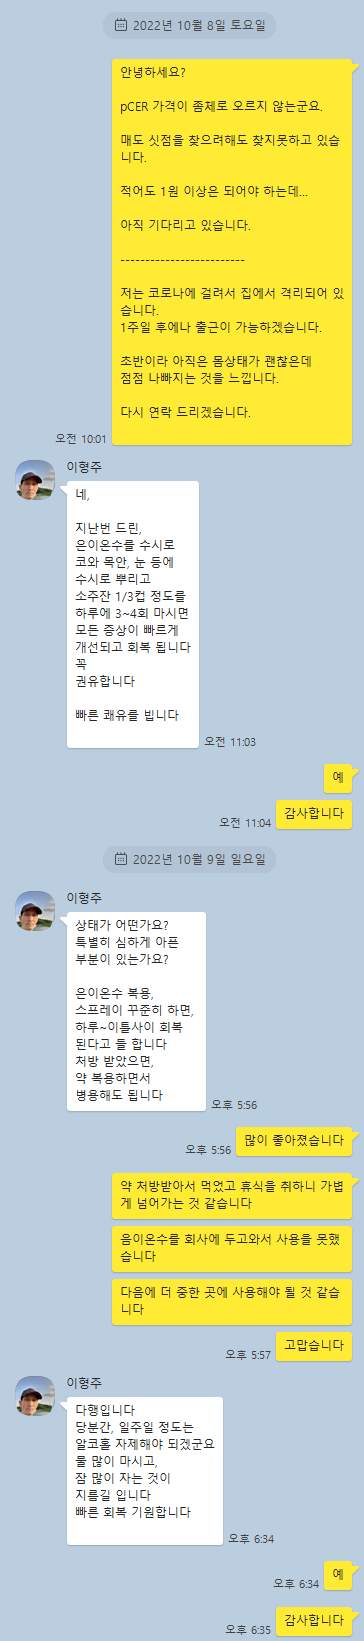 2022년 10월 8일 토요일
안녕하세요?
pCER 가격이 좀체로 오르지 않는군요.
매도 싯점을 찾으려해도 찾지못하고 있습
니다.
적어도 1원 이상은 되어야 하는데...
아직 기다리고 있습니다.
-------------------------
저는 코로나에 걸려서 집에서 격리되어 있
습니다.
1주일 후에나 출근이 가능하겠습니다.
초반이라 아직은 몸상태가 괜찮은데
점점 나빠지는 것을 느낍니다.
다시 연락 드리겠습니다.
오전 10:01
이형주
네,
지난번 드린,
은이온수를 수시로
코와 목안, 눈 등에
수시로 뿌리고
소주잔 1/3컵 정도를
하루에 3~4회 마시면
모든 증상이 빠르게
개선되고 회복 됩니다
꼭
권유합니다
빠른 쾌유를 빕니다
오전 11:03
예
감사합니다
오전 11:04
2022년 10월 9일 일요일
이형주
상태가 어떤가요?
특별히 심하게 아픈
부분이 있는가요?
은이온수 복용,
스프레이 꾸준히 하면,
하루~이틀사이 회복
된다고 들 합니다
처방 받았으면,
약 복용하면서
병용해도 됩니다
오후 5:56
많이 좋아졌습니다
오후 5:56
약 처방받아서 먹었고 휴식을 취하니 가볍
게 넘어가는 것 같습니다
음이온수를 회사에 두고와서 사용을 못했
습니다
다음에 더 중한 곳에 사용해야 될 것 같습
니다
고맙습니다
오후 5:57
이형주
다행입니다
당분간, 일주일 정도는
알코홀 자제해야 되겠군요
물 많이 마시고,
잠 많이 자는 것이
지름길 입니다
빠른 회복 기원합니다
오후 6:34
예
오후 6:34
감사합니다
오후 6:35